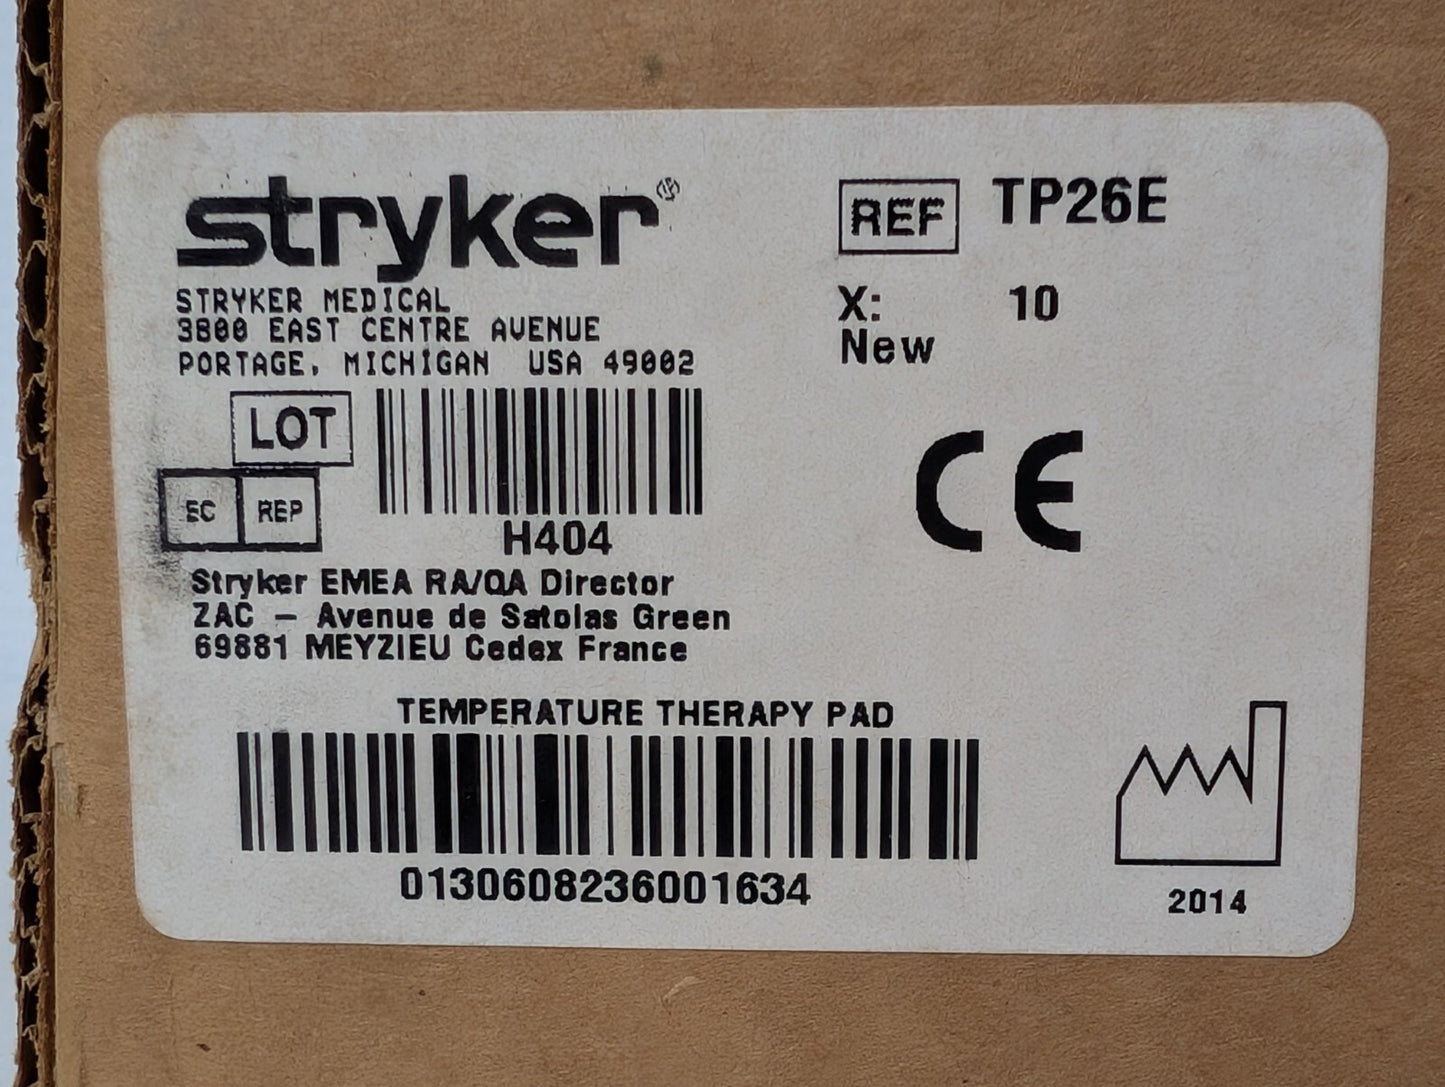 stryker®
STRYKER MEDICAL
3800 EAST CENTRE AVENUE
PORTAGE, MICHIGAN USA 49002
LOT
H404
EC REP
Stryker EMEA RA/QA Director
ZAC – Avenue de Satolas Green
69881 MEYZIEU Cedex France
REF TP26E
X: 10
New
CE
TEMPERATURE THERAPY PAD
0130608236001634
2014